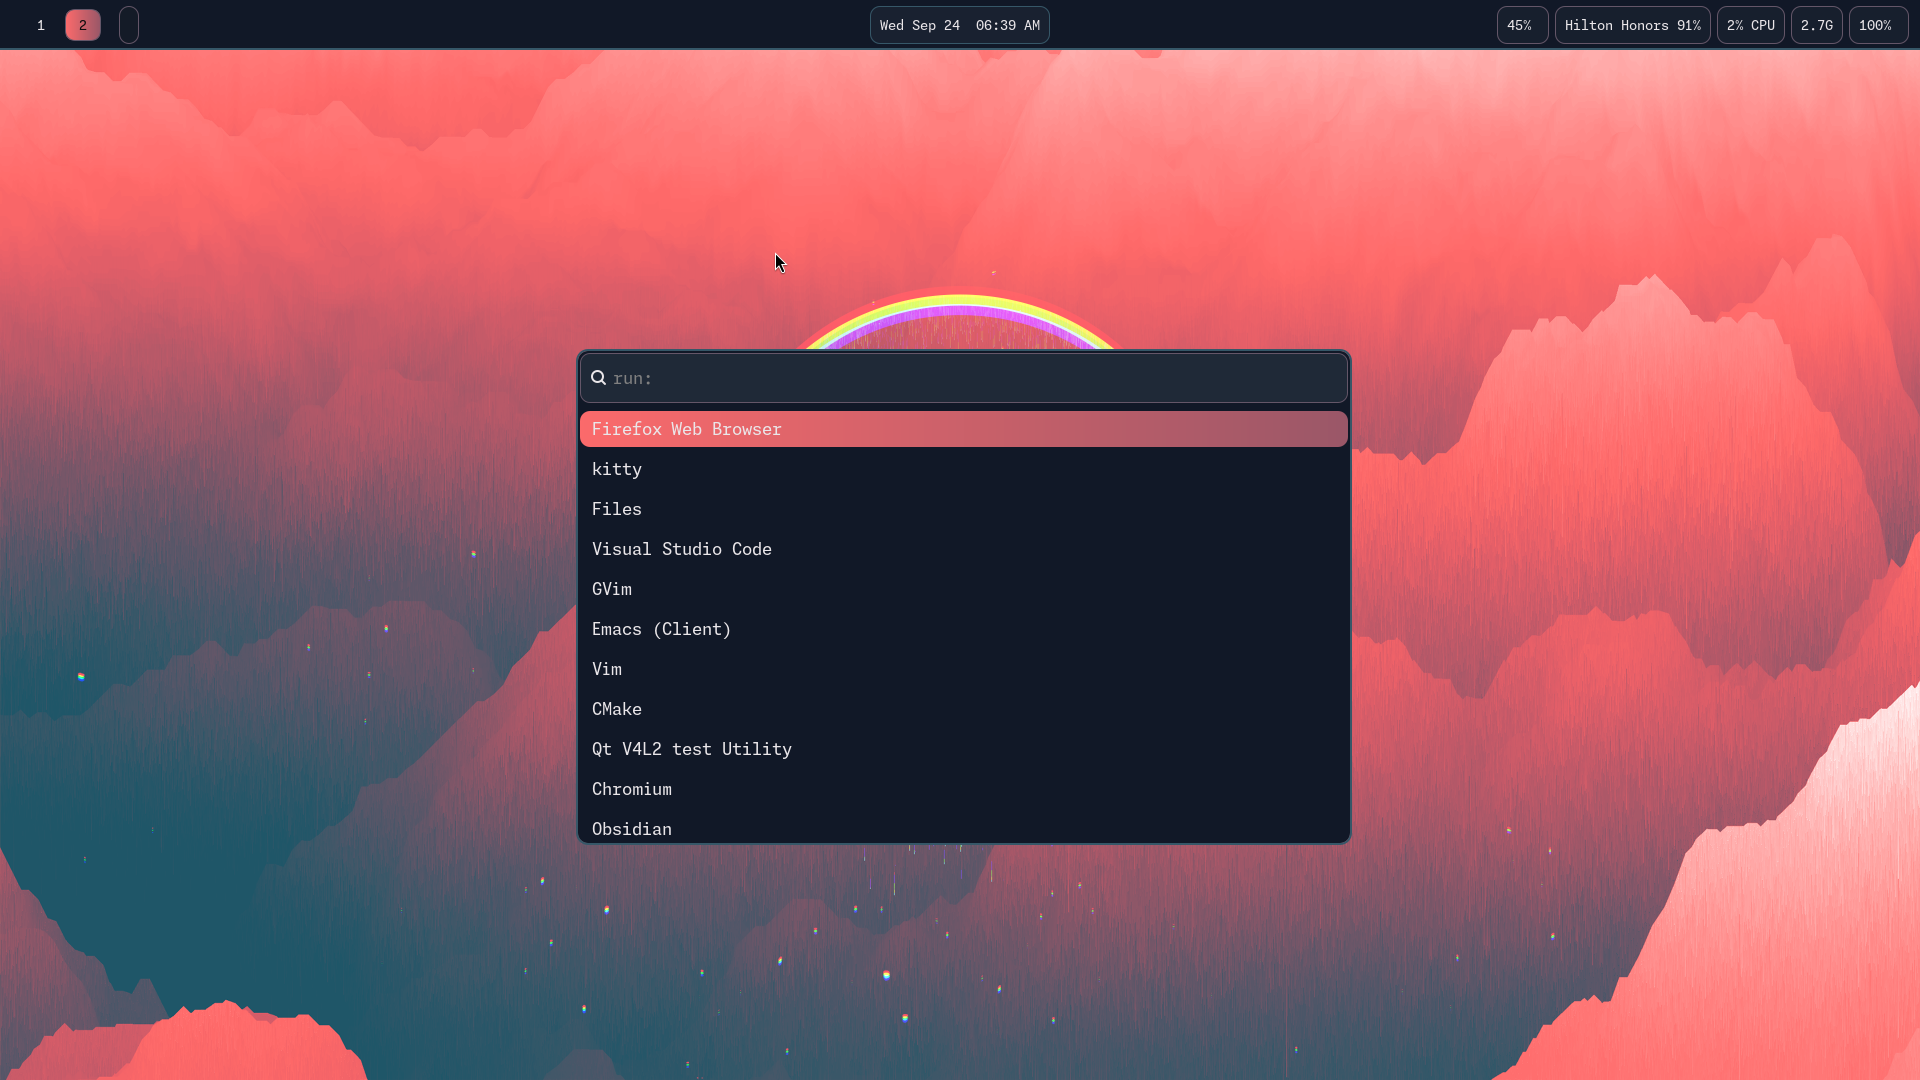 1 2 Wed Sep 24 06:39 AM 45% Hilton Honors 91% 2% CPU 2.7G 100%
run:
Firefox Web Browser
kitty
Files
Visual Studio Code
GVim
Emacs (Client)
Vim
CMake
Qt V4L2 test Utility
Chromium
Obsidian